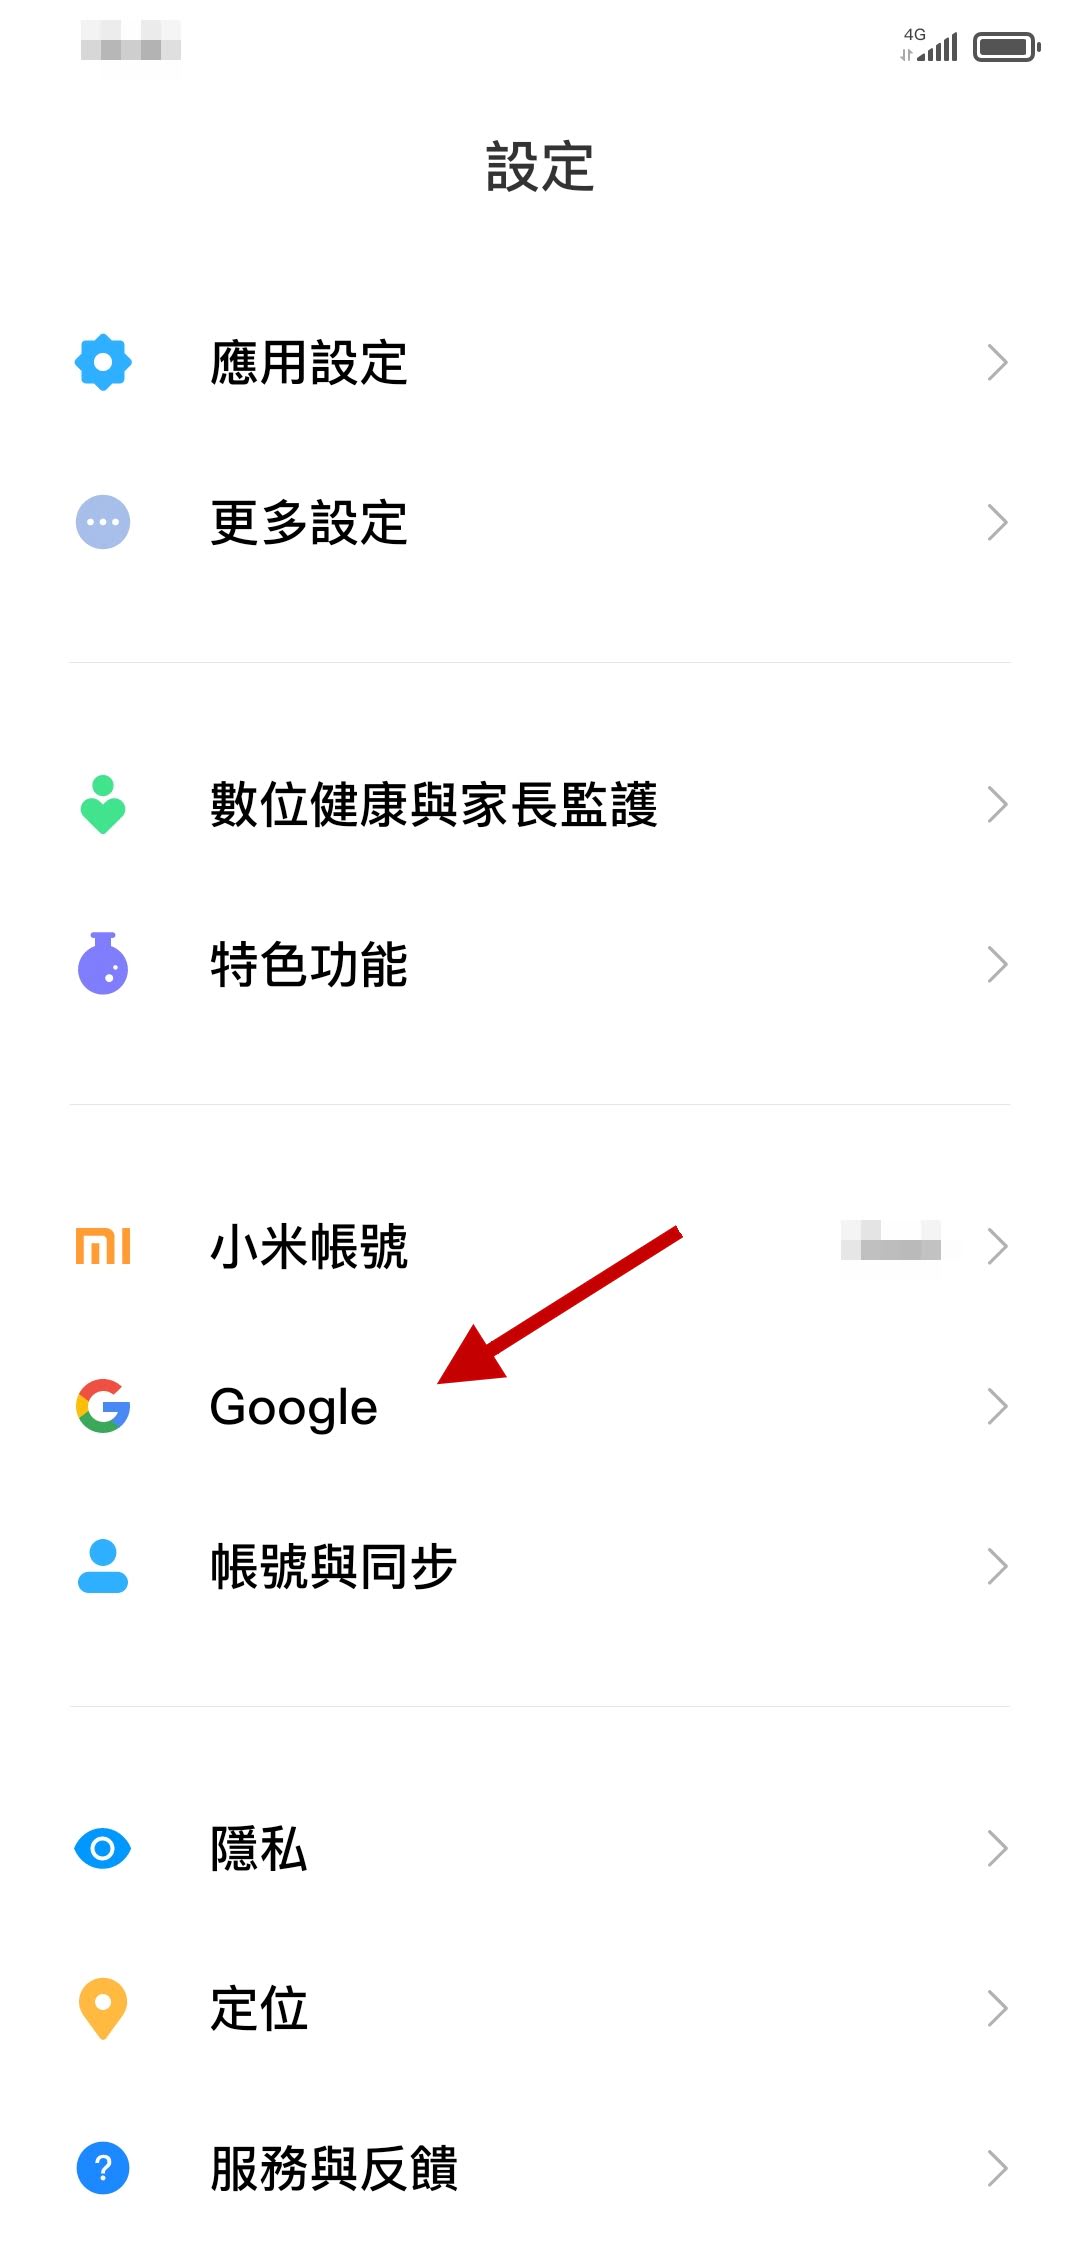 4G
設定
應用設定
更多設定
數位健康與家長監護
特色功能
小米帳號
Google
帳號與同步
隱私
定位
服務與反饋